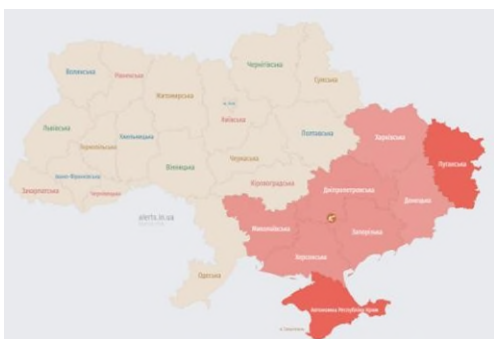 Чернігівська
Волинська
Рівненська
Сумська
Житомирська
м. Київ
Київська
Львівська
Тернопільська
Хмельницька
Полтавська
Харківська
Черкаська
Луганська
Івано-Франківська
Вінницька
Закарпатська
Чернівецька
Кіровоградська
Дніпропетровська
Донецька
alerts.in.ua
Миколаївська
Запорізька
Херсонська
Одеська
Автономна Республіка Крим